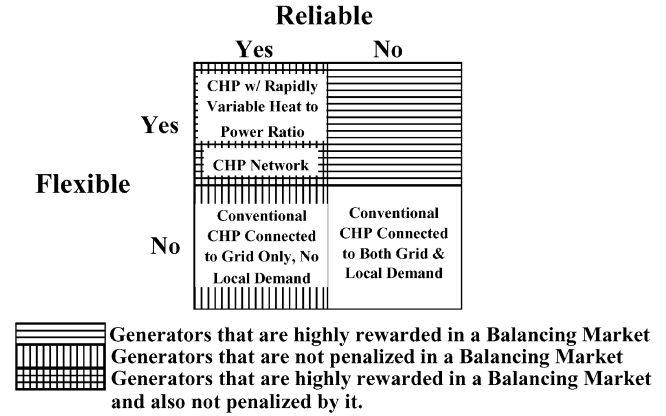 Reliable
Yes No
Yes
CHP w/ Rapidly
Variable Heat to
Power Ratio
CHP Network
Flexible
No
Conventional
CHP Connected
to Grid Only, No
Local Demand
Conventional
CHP Connected
to Both Grid &
Local Demand
Generators that are highly rewarded in a Balancing Market
Generators that are not penalized in a Balancing Market
Generators that are highly rewarded in a Balancing Market
and also not penalized by it.